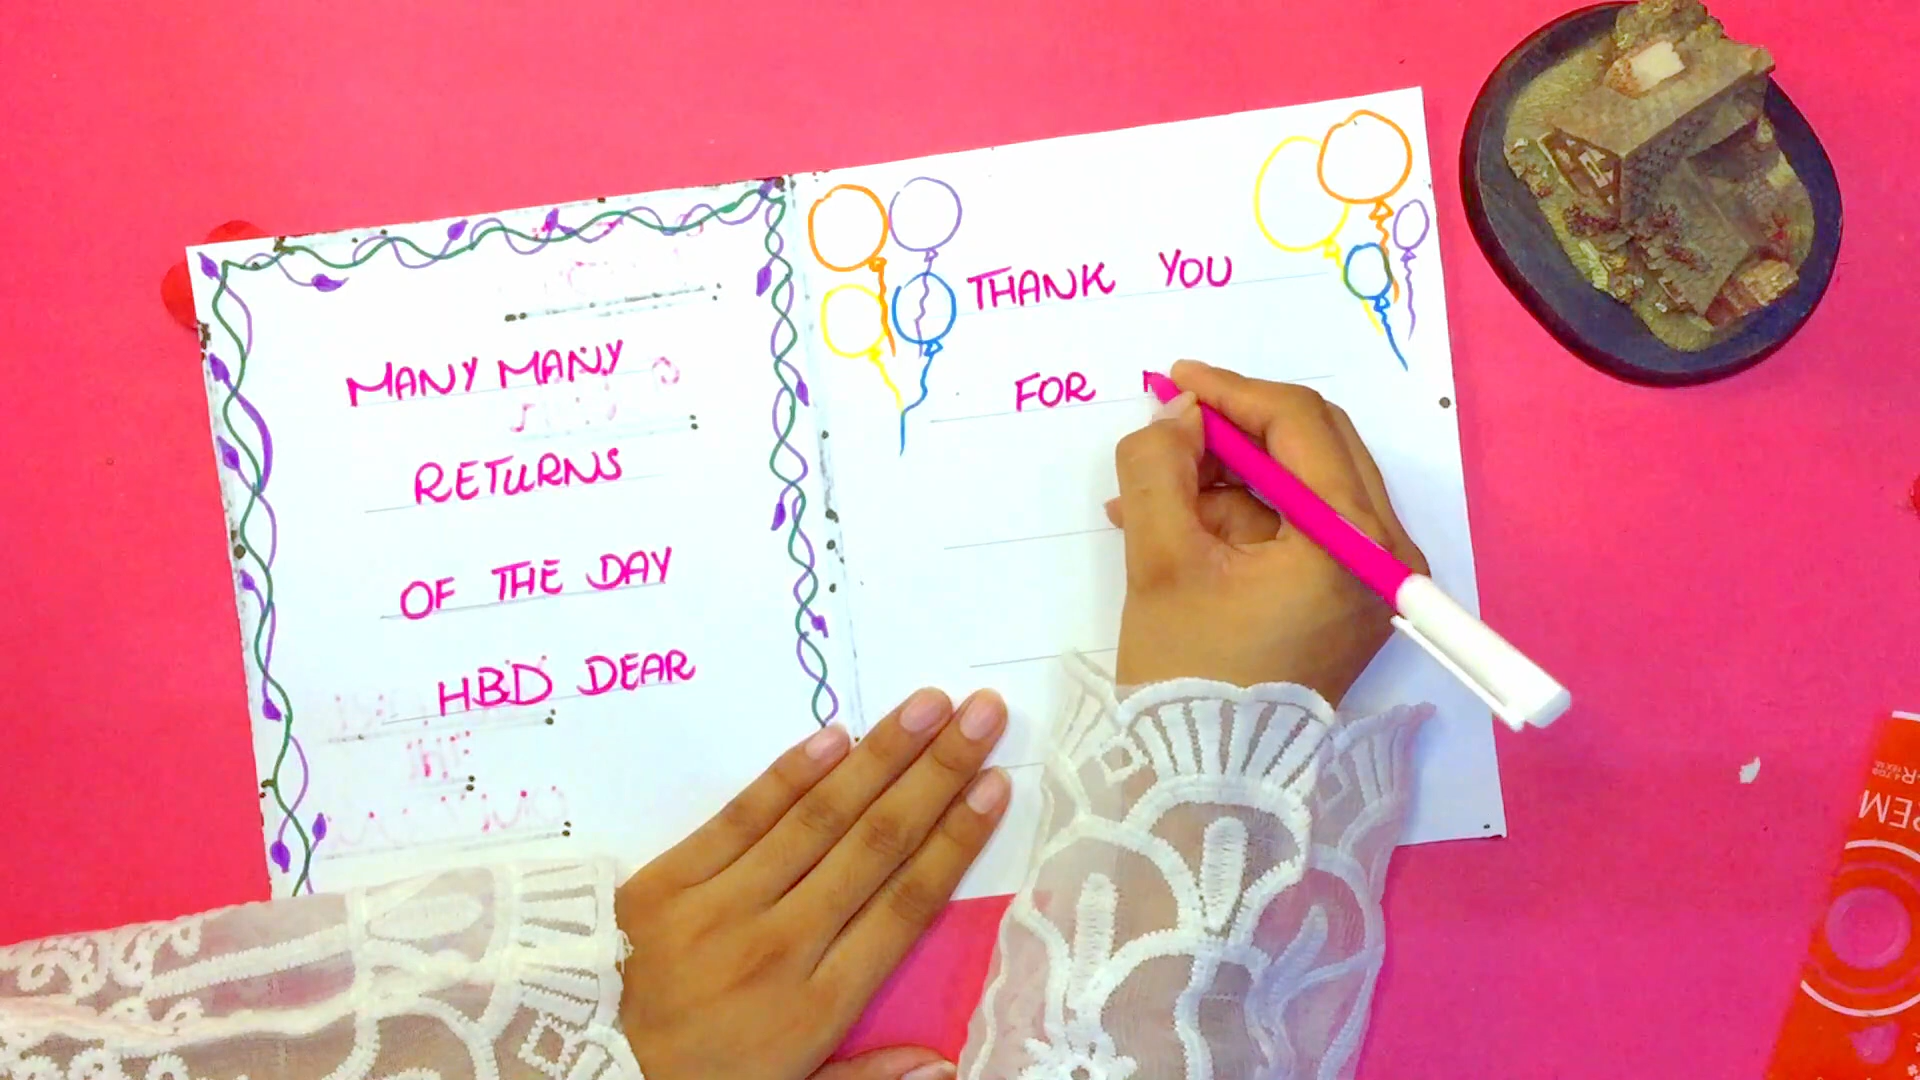 MANY MANY
RETURNS
OF THE DAY
HBD DEAR
THANK YOU
FOR